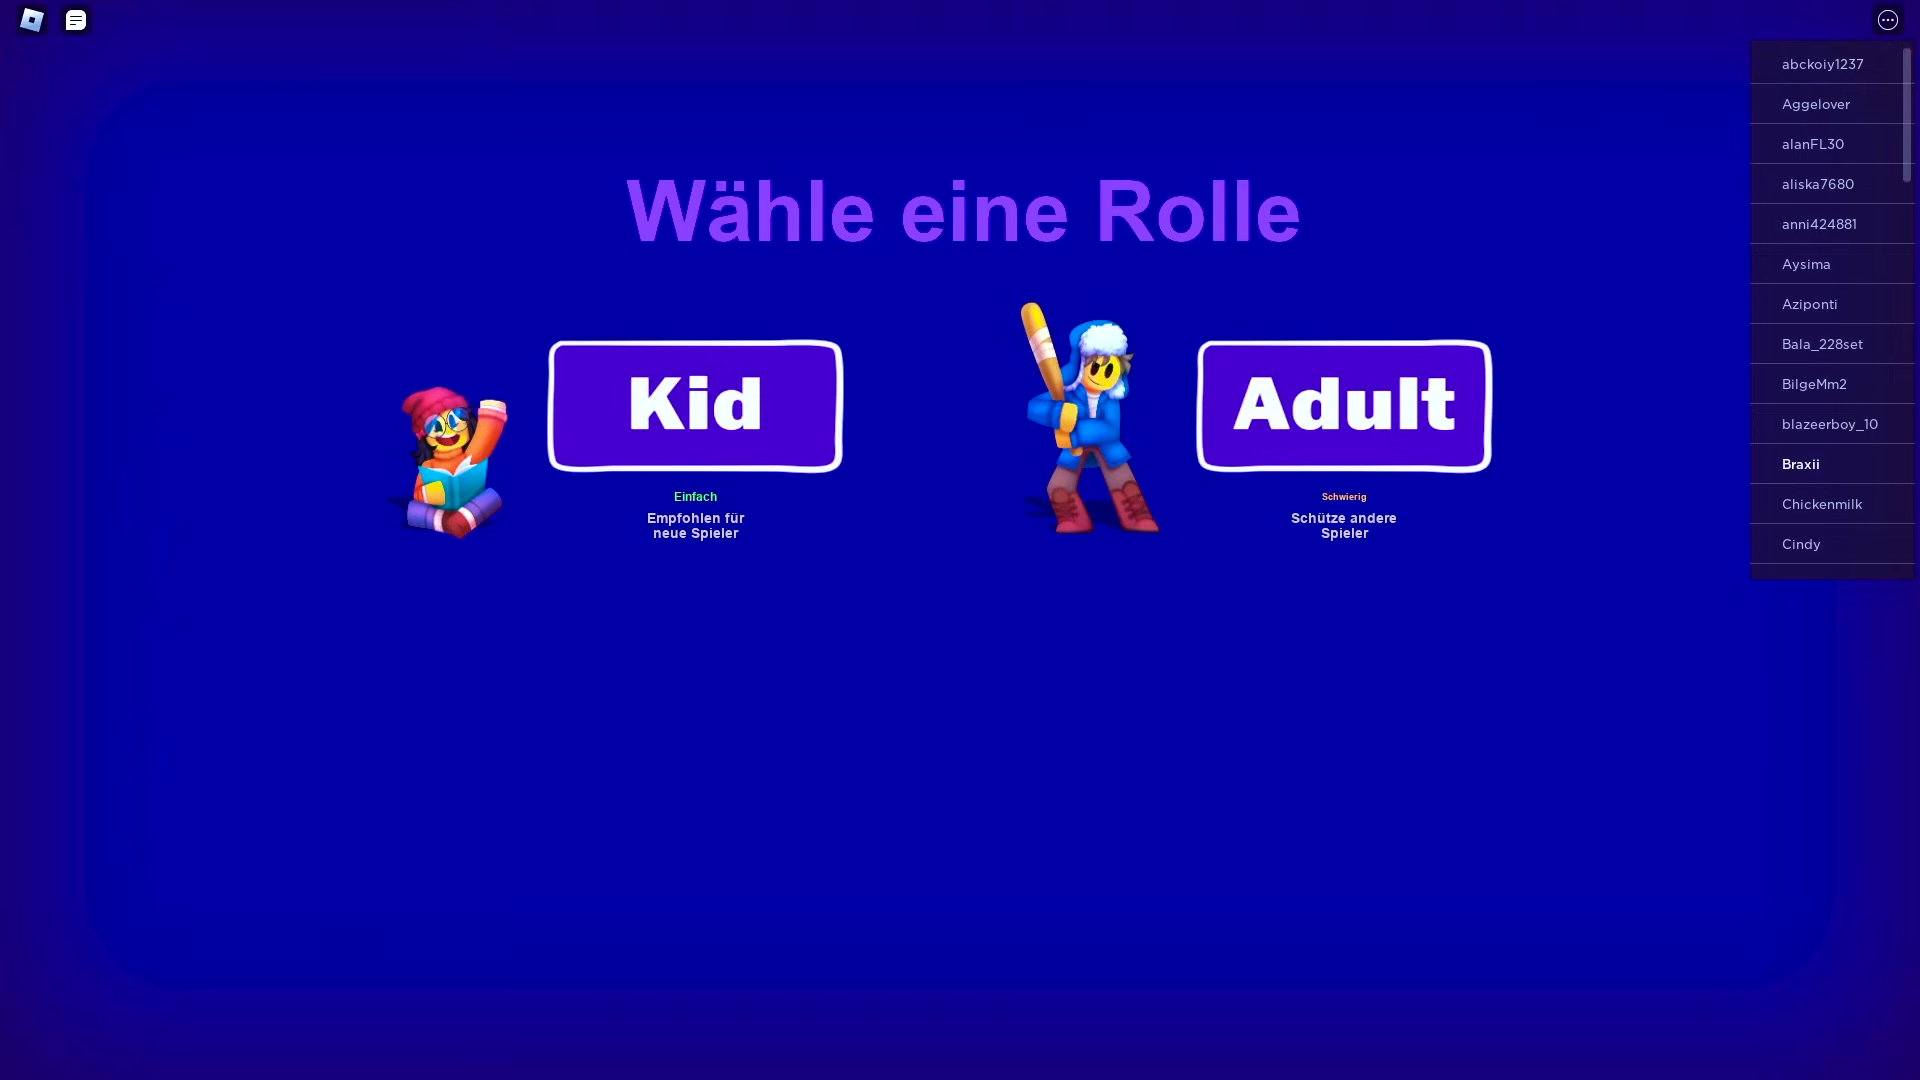 Wähle eine Rolle
Kid
Einfach
Empfohlen für
neue Spieler
Adult
Schwierig
Schütze andere
Spieler
abckoiy1237
Aggelover
alanFL30
aliska7680
anni424881
Aysima
Aziponti
Bala_228set
BilgeMm2
blazeerboy_10
Braxii
Chickenmilk
Cindy